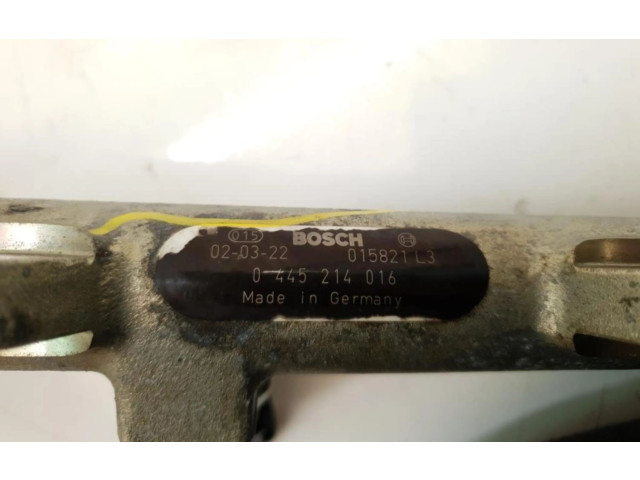 015 BOSCH
02-03-22 015821 L3
0 445 214 016
Made in Germany